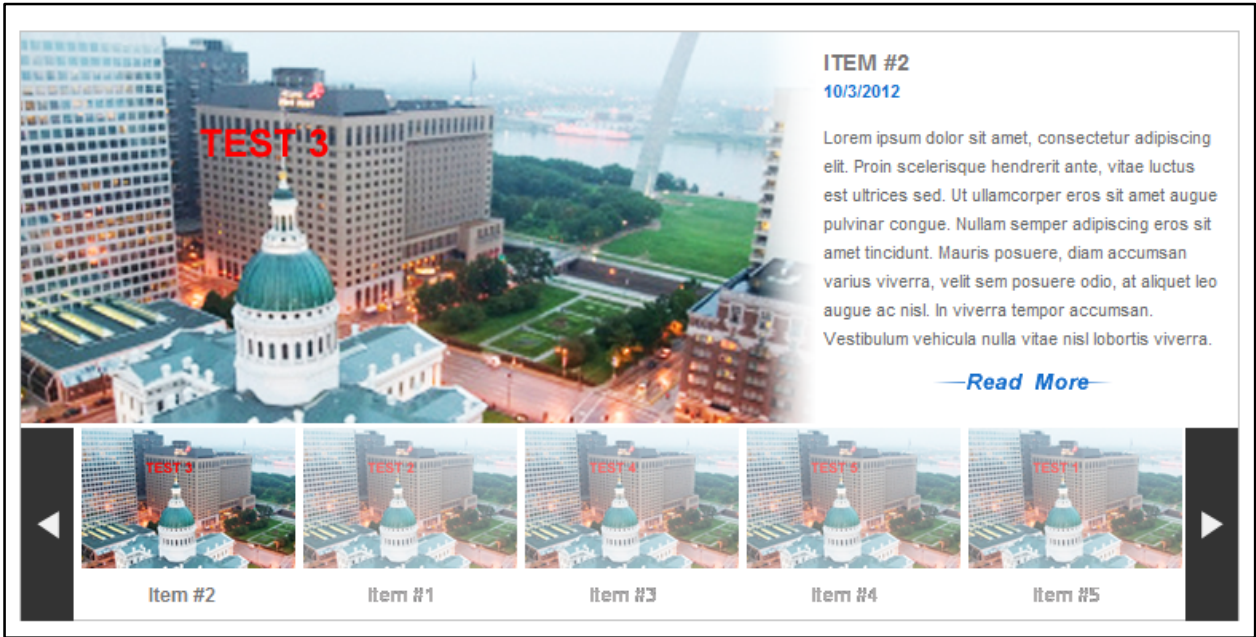 TEST 3
ITEM #2
10/3/2012
Lorem ipsum dolor sit amet, consectetur adipiscing
elit. Proin scelerisque hendrerit ante, vitae luctus
est ultrices sed. Ut ullamcorper eros sit amet augue
pulvinar congue. Nullam semper adipiscing eros sit
amet tincidunt. Mauris posuere, diam accumsan
varius viverra, velit sem posuere odio, at aliquet leo
augue ac nisl. In viverra tempor accumsan.
Vestibulum vehicula nulla vitae nisl lobortis viverra.
Read More
TEST 3
TEST 2
TEST 4
TEST 5
TEST 1
Item #2
Item #1
Item #3
Item #4
Item #5